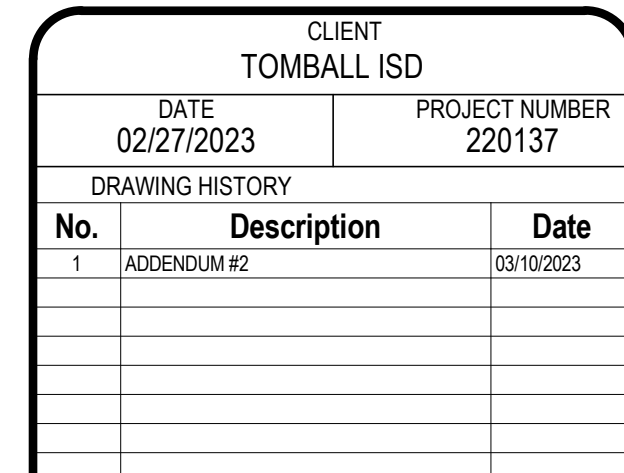 CLIENT
TOMBALL ISD
DATE PROJECT NUMBER
02/27/2023 220137
DRAWING HISTORY
No. Description Date
1 ADDENDUM #2 03/10/2023